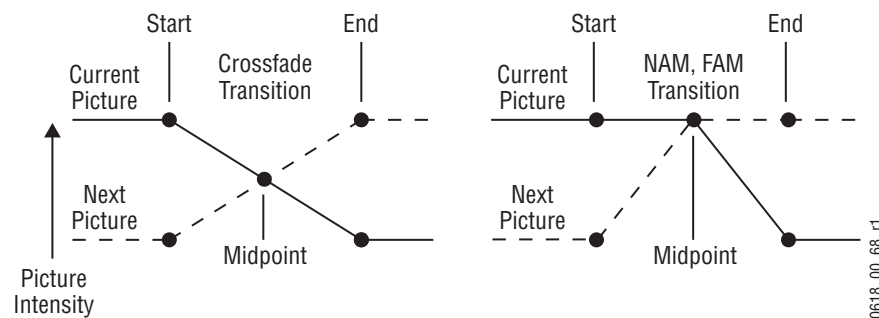 Start
End
Current
Picture
Crossfade
Transition
Next
Picture
Midpoint
Picture
Intensity
Start
End
Current
Picture
NAM, FAM
Transition
Next
Picture
Midpoint
0618_00_68_r1